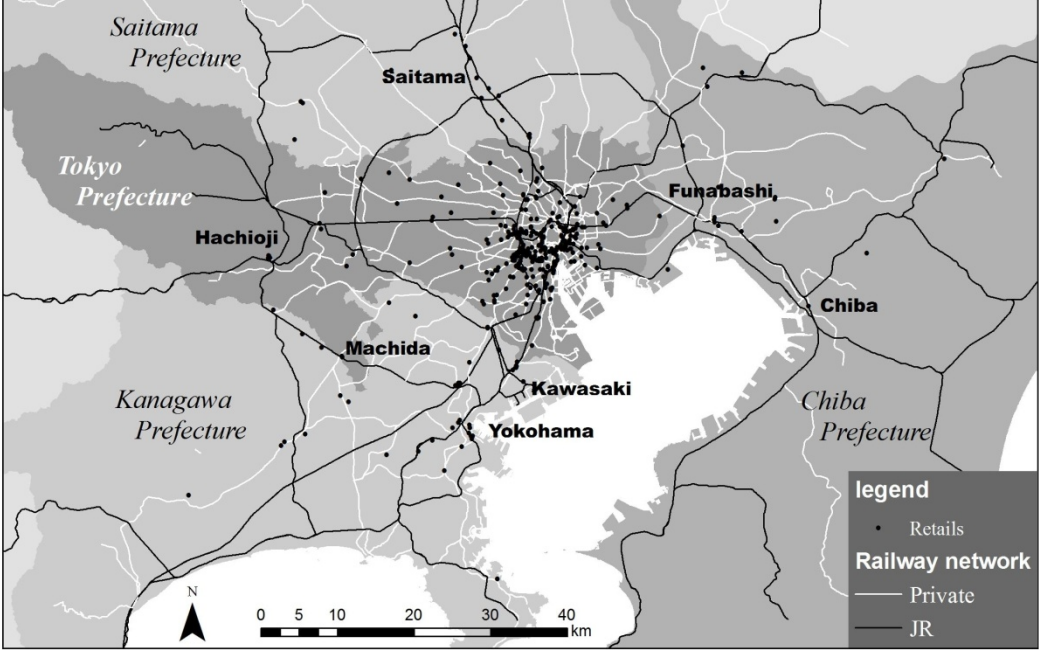 Saitama
Prefecture
Saitama
Tokyo
Prefecture
Funabashi
Hachioji
Chiba
Machida
Kawasaki
Kanagawa
Prefecture
Chiba
Prefecture
Yokohama
legend
Retails
Railway network
Private
JR
N
0 5 10 20 30 40
km